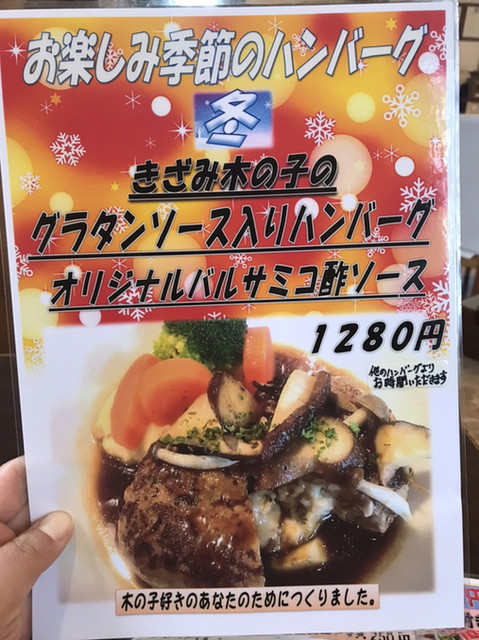 お楽しみ季節のハンバーグ
冬
きざみ木の子の
グラタンソース入りハンバーグ
オリジナルバルサミコ酢ソース
1280円
他のハンバーグより
お時間いただきます
木の子好きのあなたのためにつくりました。